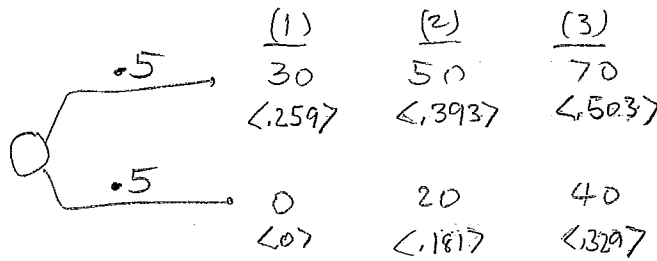 (1) (2) (3)
.5 30 50 70
<.259> <.393> <.503>
.5 0 20 40
<0> <.181> <.329>